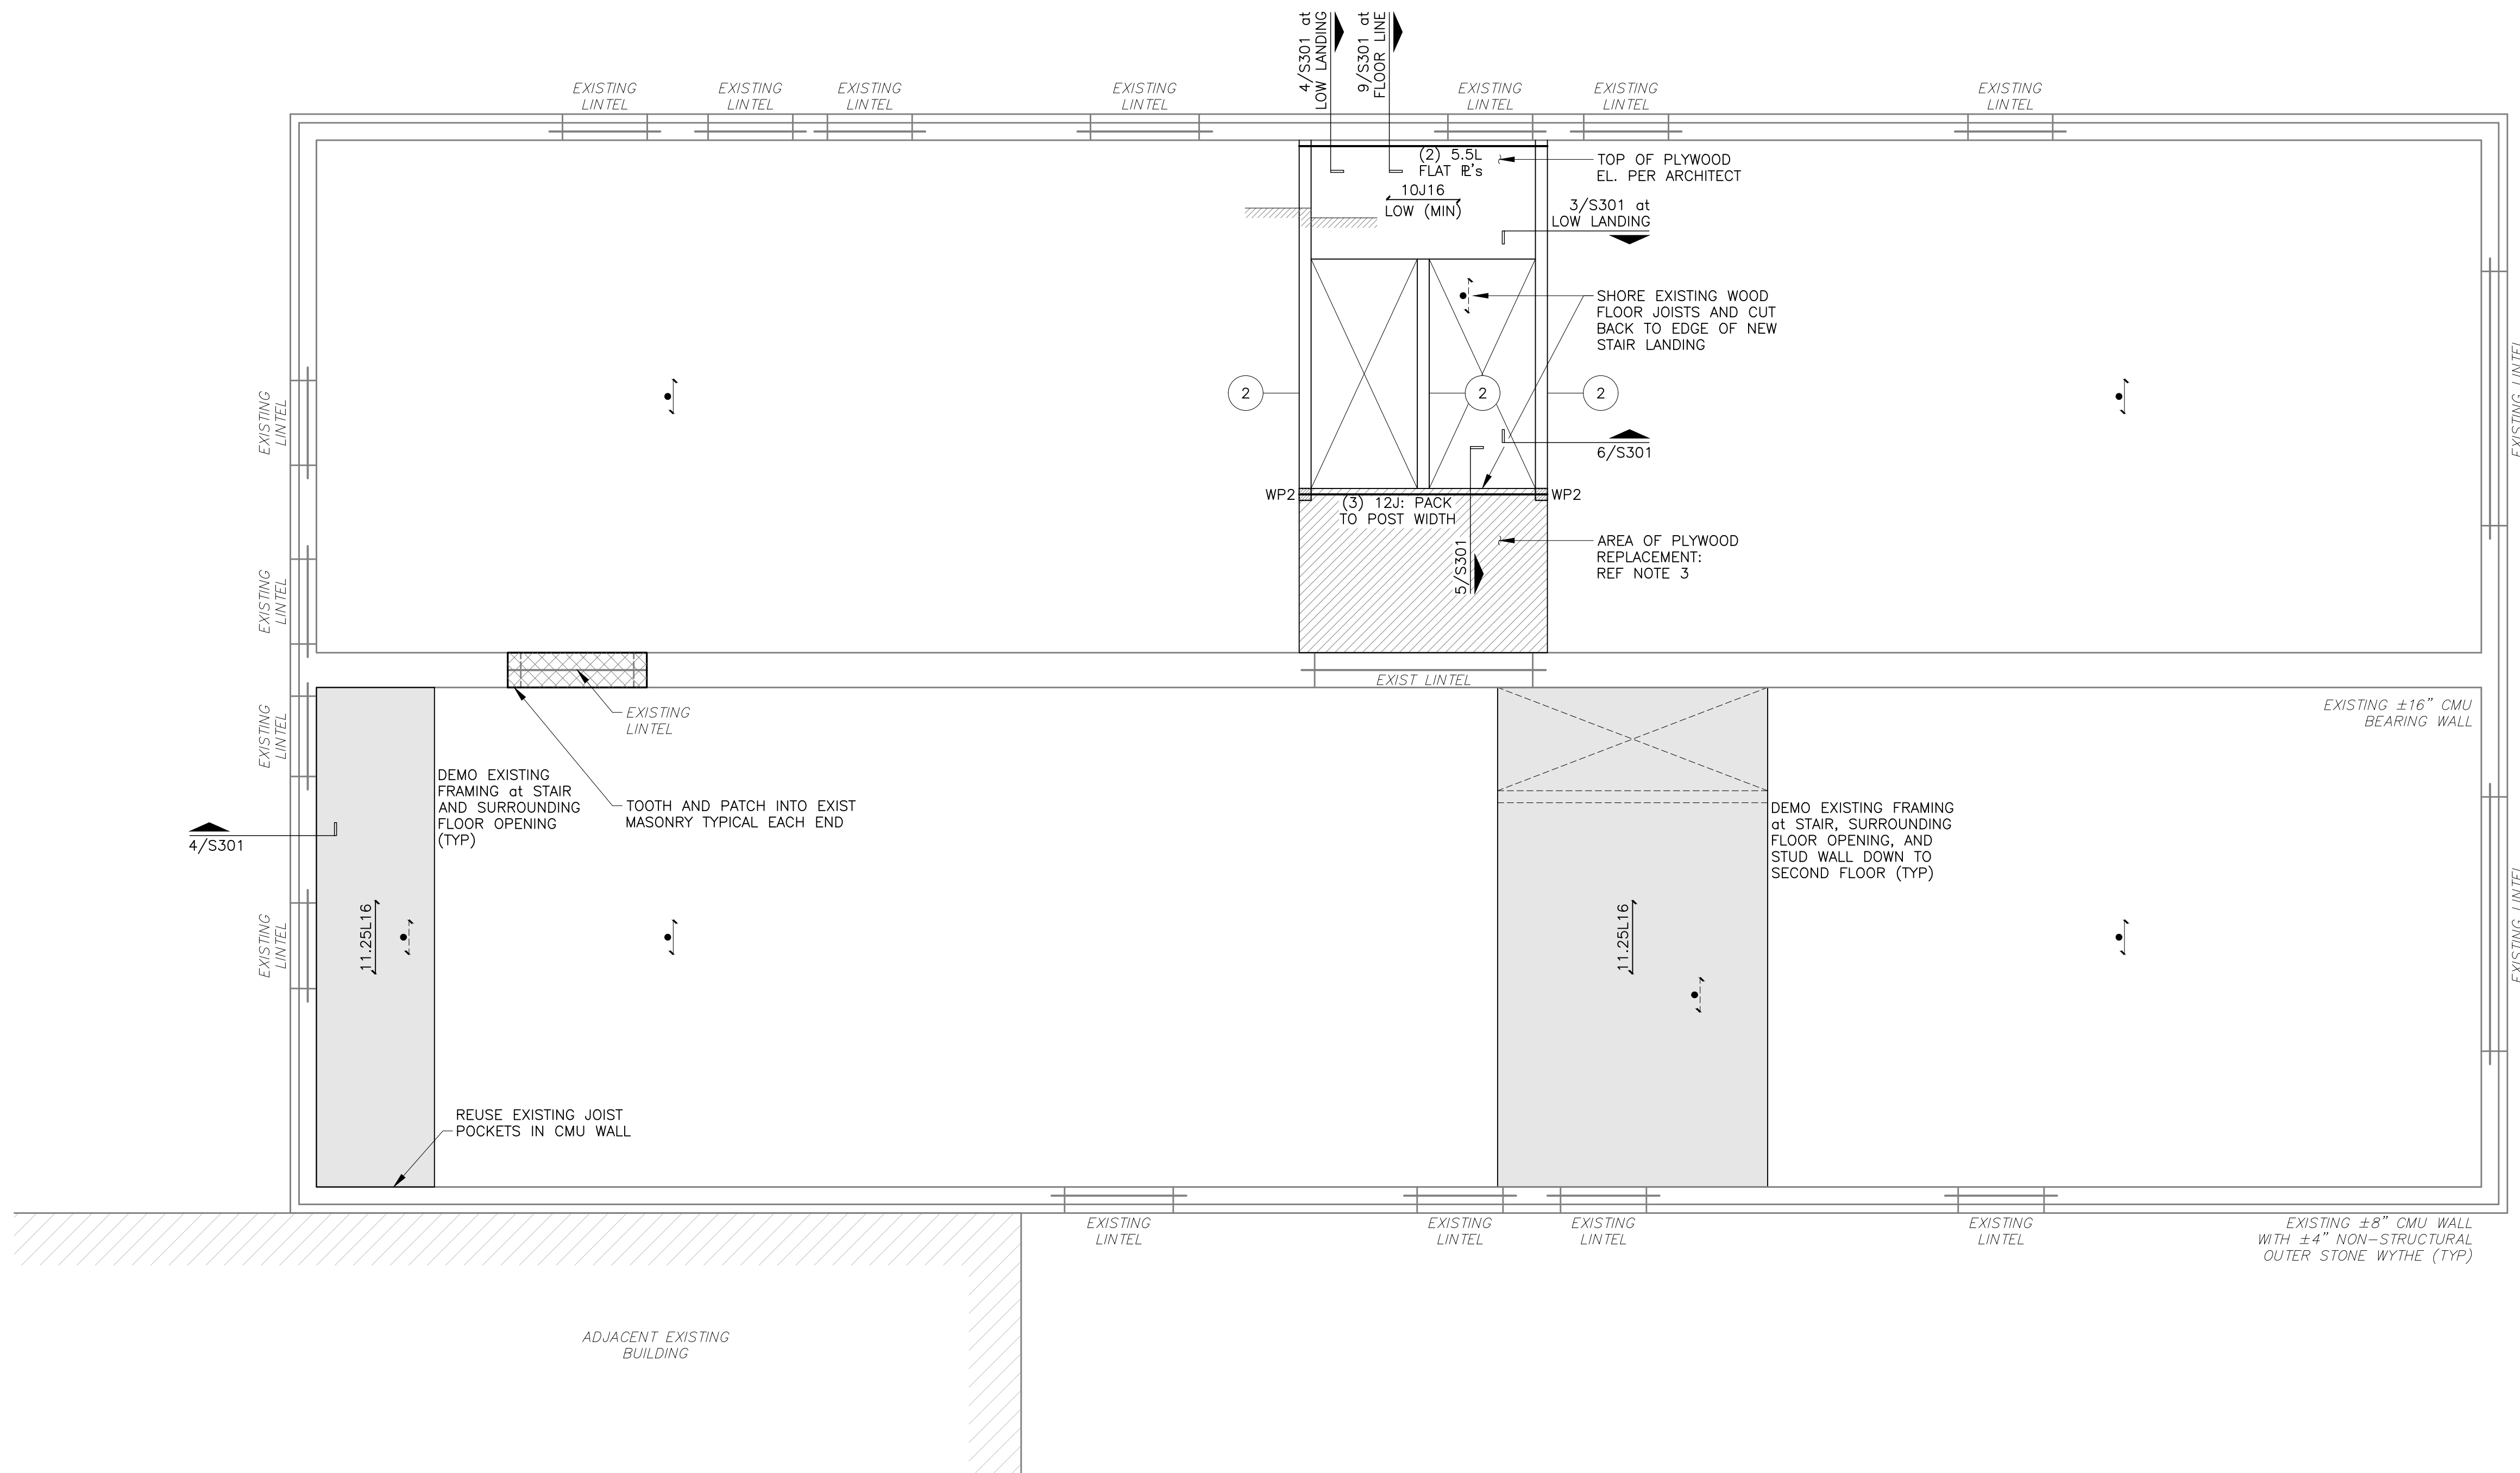 4/S301 at
LOW LANDING
9/S301 at
FLOOR LINE
EXISTING
LINTEL
EXISTING
LINTEL
EXISTING
LINTEL
EXISTING
LINTEL
EXISTING
LINTEL
EXISTING
LINTEL
EXISTING
LINTEL
(2) 5.5L
FLAT PL's
TOP OF PLYWOOD
EL. PER ARCHITECT
10J16
LOW (MIN)
3/S301 at
LOW LANDING
SHORE EXISTING WOOD
FLOOR JOISTS AND CUT
BACK TO EDGE OF NEW
STAIR LANDING
EXISTING LINTEL
EXISTING
LINTEL
2
2
2
6/S301
WP2
WP2
(3) 12J: PACK
TO POST WIDTH
5/S301
AREA OF PLYWOOD
REPLACEMENT:
REF NOTE 3
EXISTING
LINTEL
EXIST LINTEL
EXISTING
LINTEL
EXISTING
LINTEL
EXISTING ±16" CMU
BEARING WALL
DEMO EXISTING
FRAMING at STAIR
AND SURROUNDING
FLOOR OPENING
(TYP)
TOOTH AND PATCH INTO EXIST
MASONRY TYPICAL EACH END
DEMO EXISTING FRAMING
at STAIR, SURROUNDING
FLOOR OPENING, AND
STUD WALL DOWN TO
SECOND FLOOR (TYP)
4/S301
EXISTING
LINTEL
11.25L16
11.25L16
EXISTING LINTEL
REUSE EXISTING JOIST
POCKETS IN CMU WALL
EXISTING
LINTEL
EXISTING
LINTEL
EXISTING
LINTEL
EXISTING
LINTEL
EXISTING ±8" CMU WALL
WITH ±4" NON-STRUCTURAL
OUTER STONE WYTHE (TYP)
ADJACENT EXISTING
BUILDING